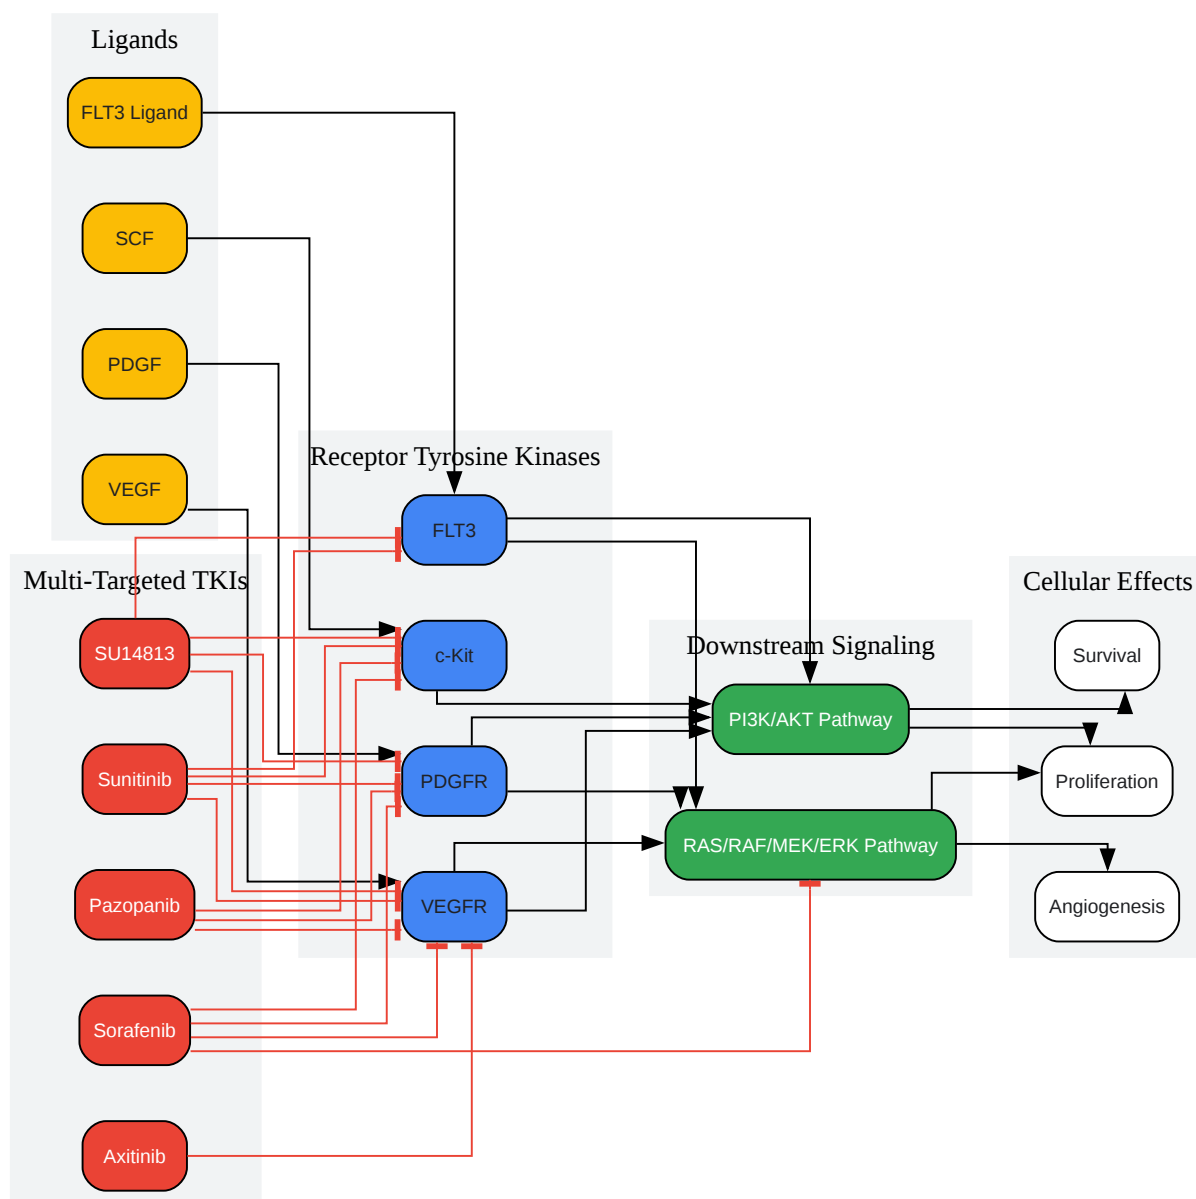 Ligands
FLT3 Ligand
SCF
PDGF
VEGF
Multi-Targeted TKIs
SU14813
Sunitinib
Pazopanib
Sorafenib
Axitinib
Receptor Tyrosine Kinases
FLT3
c-Kit
PDGFR
VEGFR
Downstream Signaling
PI3K/AKT Pathway
RAS/RAF/MEK/ERK Pathway
Cellular Effects
Survival
Proliferation
Angiogenesis